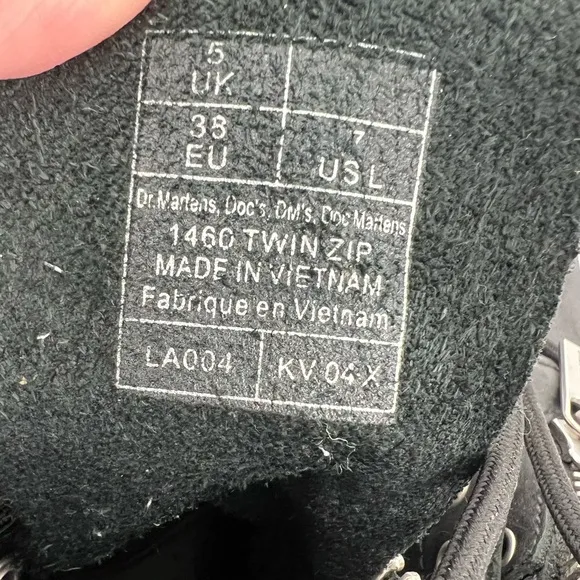 5
UK
38
EU
7
US L
Dr.Martens, Doc's, DM's, Doc Martens
1460 TWIN ZIP
MADE IN VIETNAM
Fabrique en Vietnam
LA004
KV 04 X